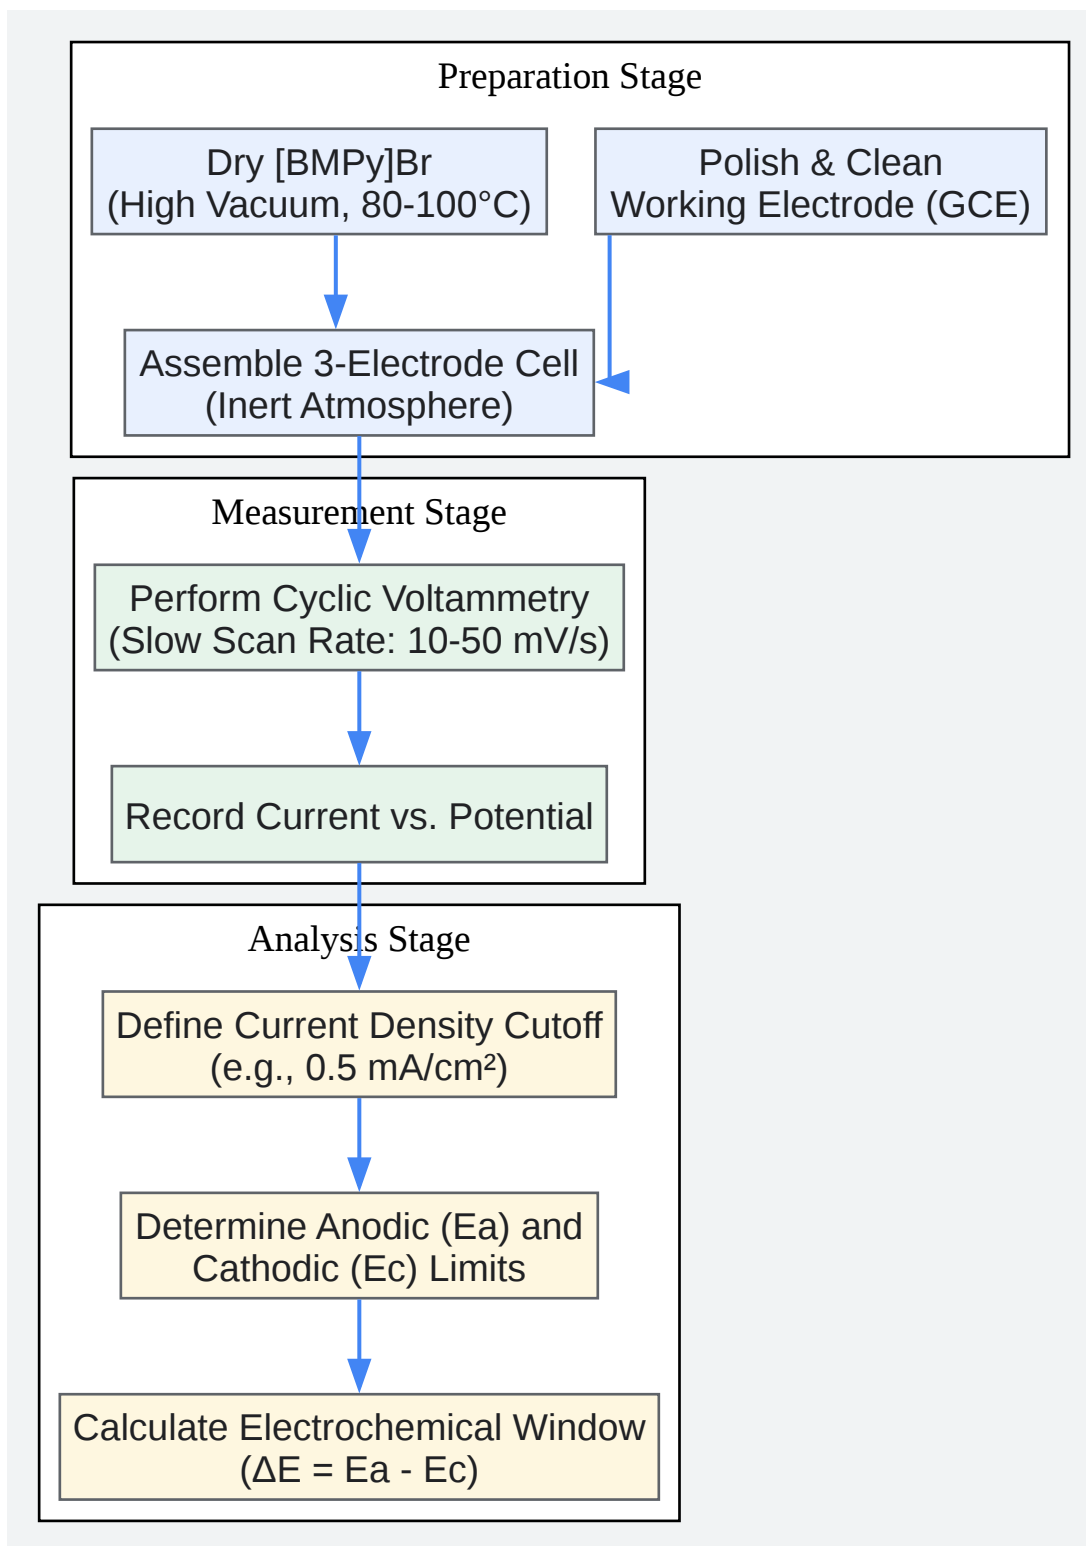 Preparation Stage
Dry [BMPy]Br
(High Vacuum, 80-100°C)
Polish & Clean
Working Electrode (GCE)
Assemble 3-Electrode Cell
(Inert Atmosphere)
Measurement Stage
Perform Cyclic Voltammetry
(Slow Scan Rate: 10-50 mV/s)
Record Current vs. Potential
Analysis Stage
Define Current Density Cutoff
(e.g., 0.5 mA/cm²)
Determine Anodic (Ea) and
Cathodic (Ec) Limits
Calculate Electrochemical Window
(ΔE = Ea - Ec)